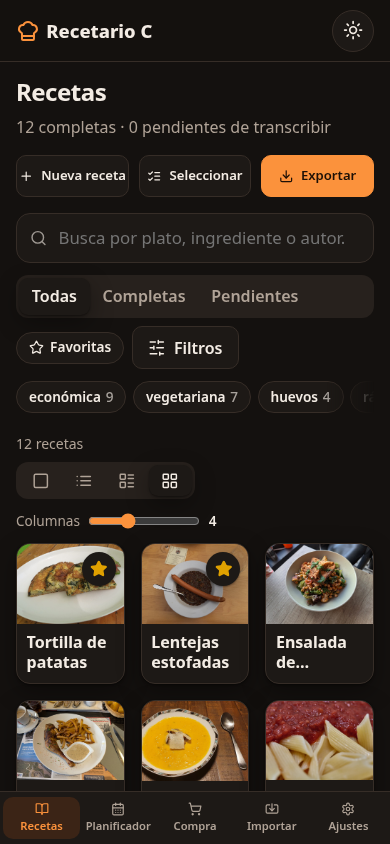 Recetario C
Recetas
12 completas · 0 pendientes de transcribir
Nueva receta
Seleccionar
Exportar
Busca por plato, ingrediente o autor.
Todas Completas Pendientes
Favoritas
Filtros
económica 9
vegetariana 7
huevos 4
12 recetas
Columnas 4
Tortilla de
patatas
Lentejas
estofadas
Ensalada
de...
Recetas
Planificador
Compra
Importar
Ajustes